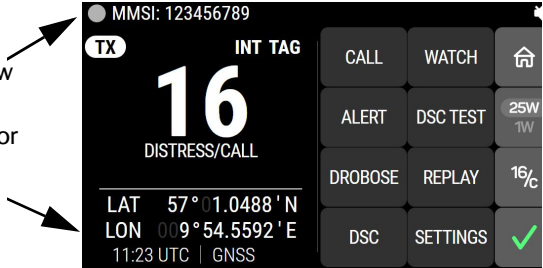 MMSI: 123456789
TX INT TAG
16
DISTRESS/CALL
LAT 57°01.0488'N
LON 009°54.5592'E
11:23 UTC | GNSS
CALL WATCH
ALERT DSC TEST 25W
1W
DROBOSE REPLAY 16/c
DSC SETTINGS
w
or